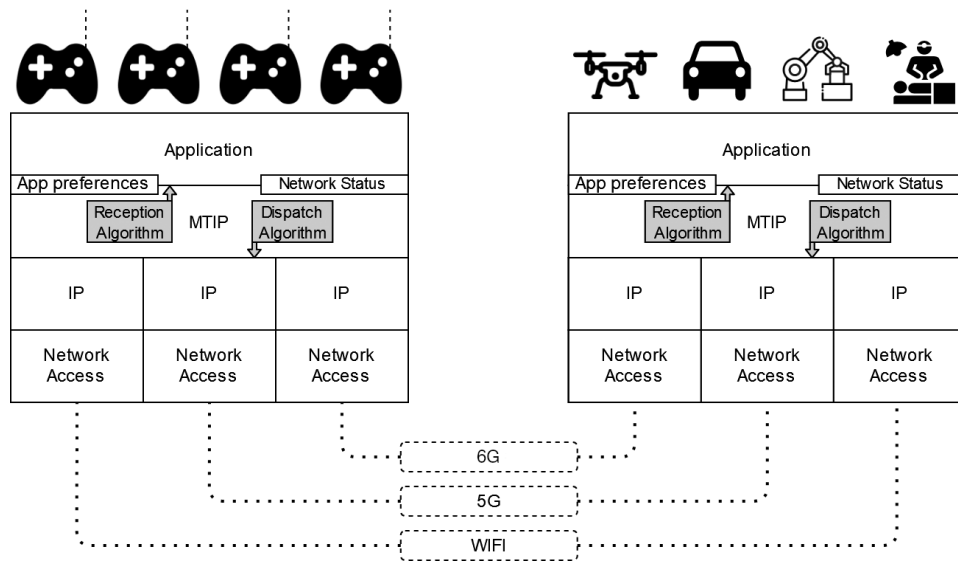 Application
Application
App preferences
Network Status
App preferences
Network Status
Reception
Algorithm
MTIP
Dispatch
Algorithm
Reception
Algorithm
MTIP
Dispatch
Algorithm
IP
IP
IP
IP
IP
IP
Network
Access
Network
Access
Network
Access
Network
Access
Network
Access
Network
Access
6G
5G
WIFI